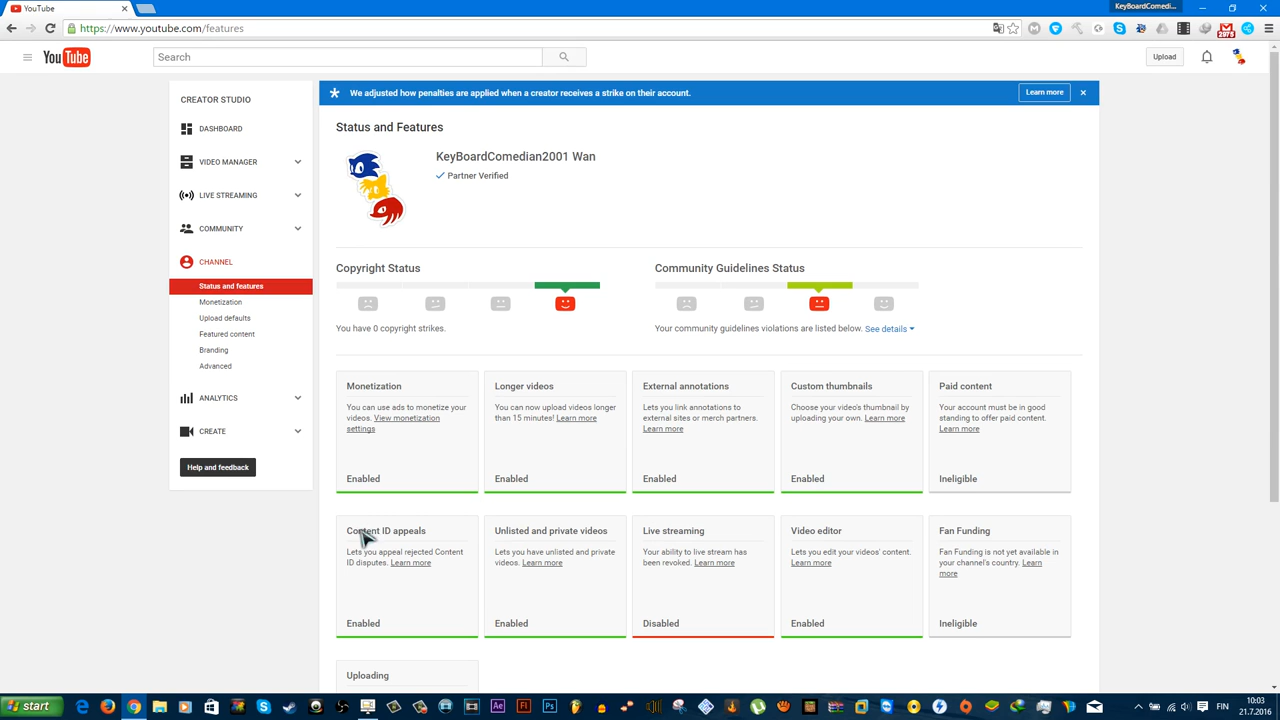 YouTube
KeyBoardComedi...
https://www.youtube.com/features
2975
YouTube
Search
Upload
CREATOR STUDIO
DASHBOARD
VIDEO MANAGER
LIVE STREAMING
COMMUNITY
CHANNEL
Status and features
Monetization
Upload defaults
Featured content
Branding
Advanced
ANALYTICS
CREATE
Help and feedback
We adjusted how penalties are applied when a creator receives a strike on their account.
Learn more
Status and Features
KeyBoardComedian2001 Wan
Partner Verified
Copyright Status
You have 0 copyright strikes.
Community Guidelines Status
Your community guidelines violations are listed below. See details
Monetization
You can use ads to monetize your
videos. View monetization
settings
Enabled
Longer videos
You can now upload videos longer
than 15 minutes! Learn more
Enabled
External annotations
Lets you link annotations to
external sites or merch partners.
Learn more
Enabled
Custom thumbnails
Choose your video's thumbnail by
uploading your own. Learn more
Enabled
Paid content
Your account must be in good
standing to offer paid content.
Learn more
Ineligible
Content ID appeals
Lets you appeal rejected Content
ID disputes. Learn more
Enabled
Unlisted and private videos
Lets you have unlisted and private
videos. Learn more
Enabled
Live streaming
Your ability to live stream has
been revoked. Learn more
Disabled
Video editor
Lets you edit your videos' content.
Learn more
Enabled
Fan Funding
Fan Funding is not yet available in
your channel's country. Learn
more
Ineligible
Uploading
start
Ae
Fl
Ps
FIN
10:03
21.7.2016